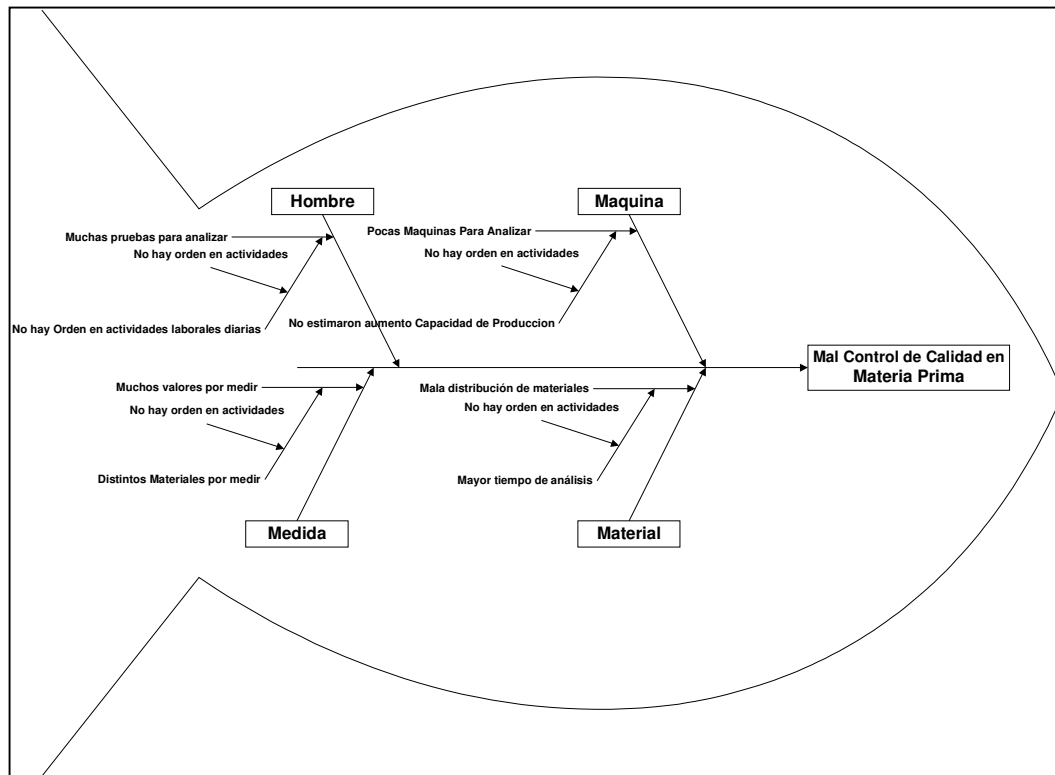 Hombre
Maquina
Muchas pruebas para analizar
Pocas Maquinas Para Analizar
No hay orden en actividades
No hay orden en actividades
No hay Orden en actividades laborales diarias
No estimaron aumento Capacidad de Produccion
Mal Control de Calidad en
Materia Prima
Muchos valores por medir
Mala distribución de materiales
No hay orden en actividades
No hay orden en actividades
Distintos Materiales por medir
Mayor tiempo de análisis
Medida
Material